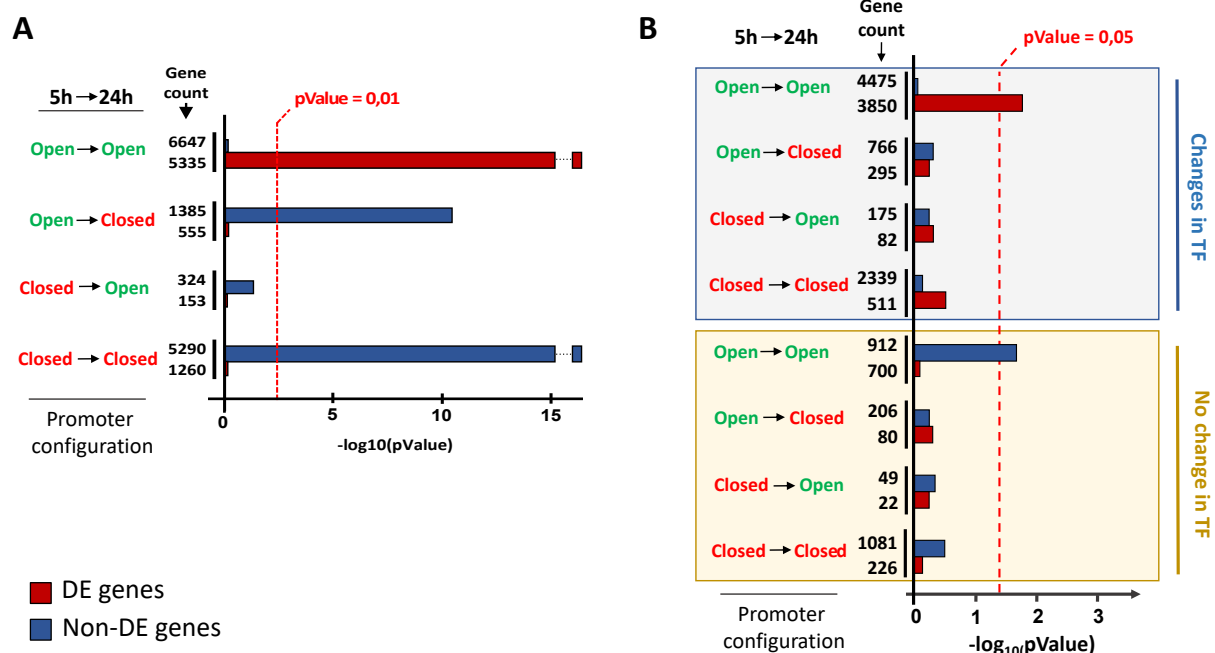 A
5h → 24h
Gene
count
pValue = 0,01
Open → Open
6647
5335
Open → Closed
1385
555
Closed → Open
324
153
Closed → Closed
5290
1260
0 5 10 15
Promoter
configuration
-log10(pValue)
DE genes
Non-DE genes
B
5h → 24h
Gene
count
pValue = 0,05
Open → Open
4475
3850
Open → Closed
766
295
Closed → Open
175
82
Closed → Closed
2339
511
Changes in TF
Open → Open
912
700
Open → Closed
206
80
Closed → Open
49
22
Closed → Closed
1081
226
No change in TF
0 1 2 3
Promoter
configuration
-log₁₀(pValue)